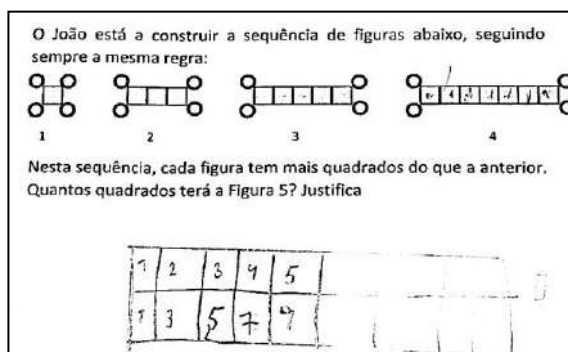 O João está a construir a sequência de figuras abaixo, seguindo
sempre a mesma regra:
1 2 3 4
Nesta sequência, cada figura tem mais quadrados do que a anterior.
Quantos quadrados terá a Figura 5? Justifica
1 2 3 4 5
1 3 5 7 9